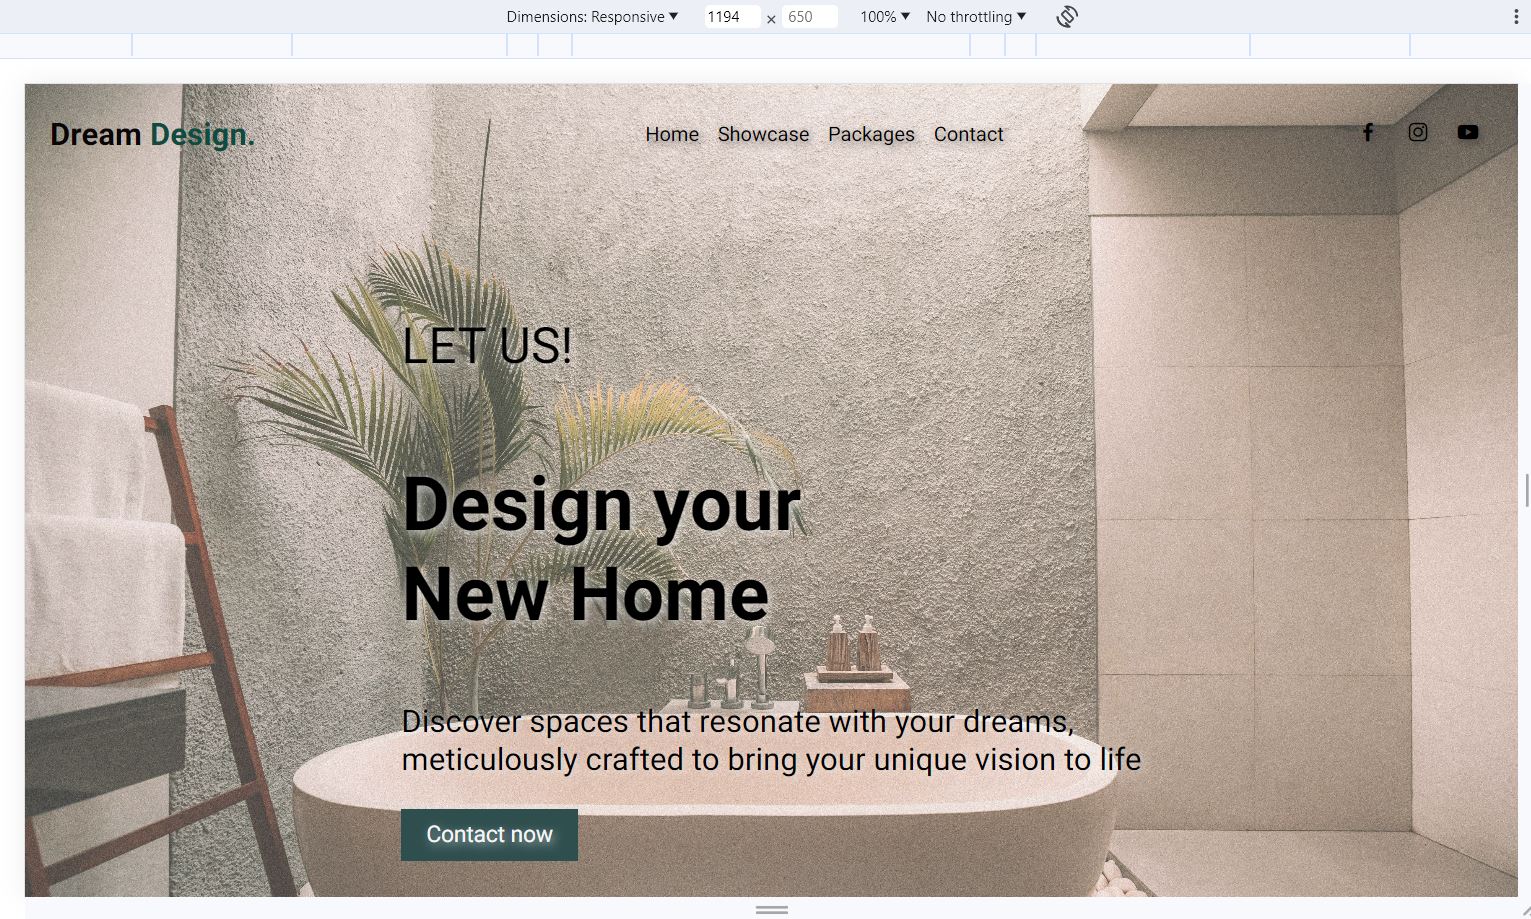 Dimensions: Responsive 1194 × 650 100% No throttling
Dream Design. Home Showcase Packages Contact
LET US!
Design your
New Home
Discover spaces that resonate with your dreams,
meticulously crafted to bring your unique vision to life
Contact now